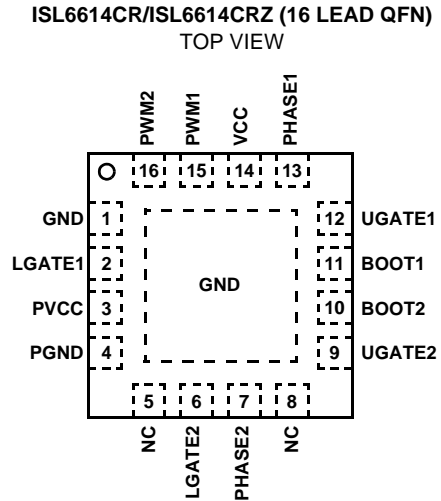 ISL6614CR/ISL6614CRZ (16 LEAD QFN)
TOP VIEW
PWM2
PWM1
VCC
PHASE1
16
15
14
13
GND
1
12
UGATE1
LGATE1
2
11
BOOT1
GND
PVCC
3
10
BOOT2
PGND
4
9
UGATE2
5
6
7
8
NC
LGATE2
PHASE2
NC